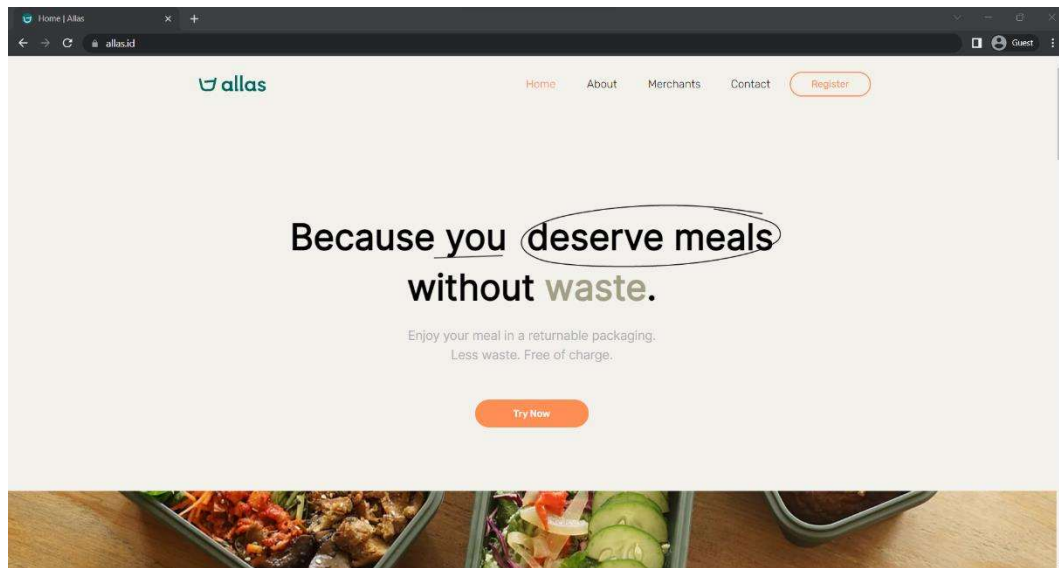 Home | Allas
allas.id
Guest
allas
Home About Merchants Contact Register
Because you deserve meals
without waste.
Enjoy your meal in a returnable packaging.
Less waste. Free of charge.
Try Now